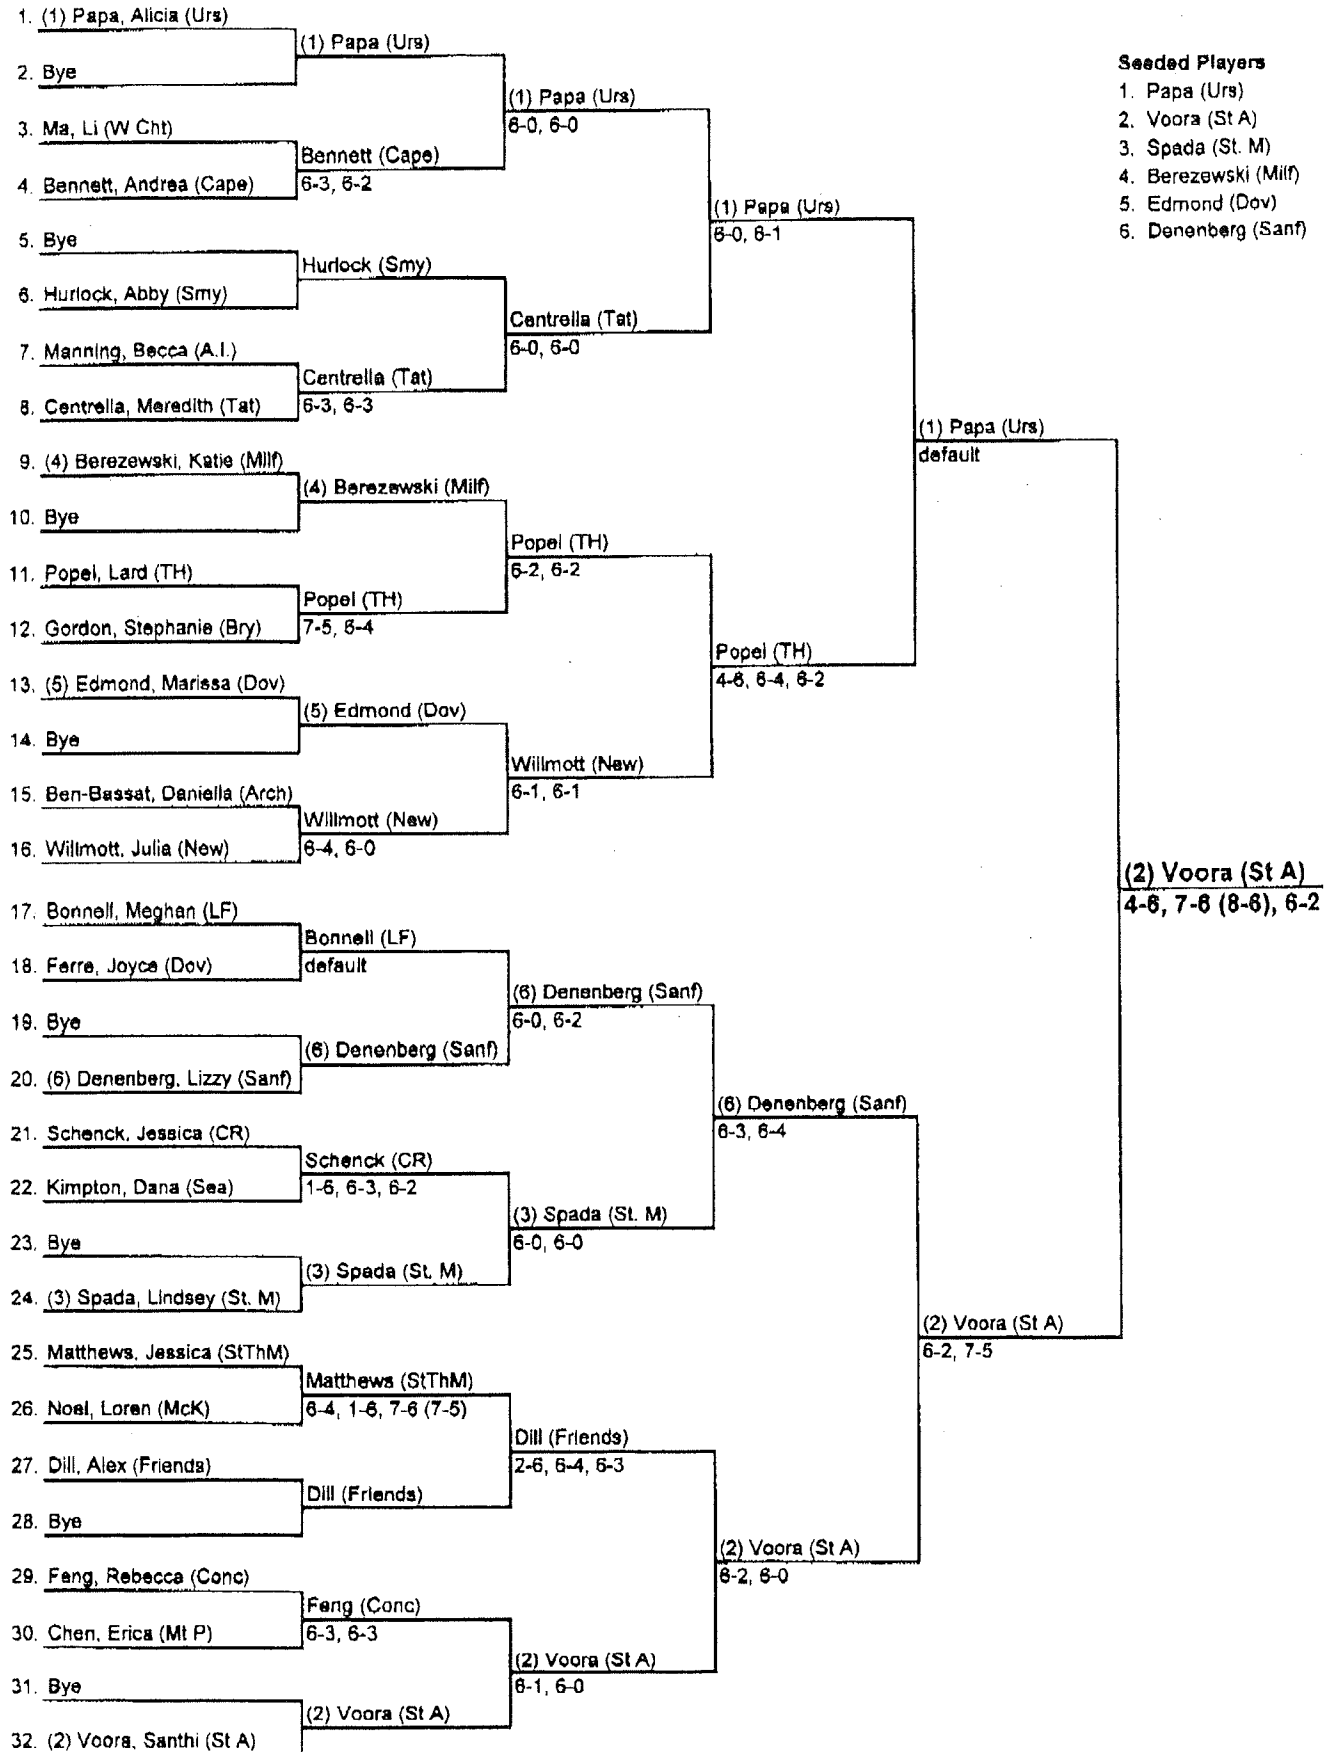 1. (1) Papa, Alicia (Urs)
2. Bye
3. Ma, Li (W Cht)
4. Bennett, Andrea (Cape)
5. Bye
6. Hurlock, Abby (Smy)
7. Manning, Becca (A.I.)
8. Centrella, Meredith (Tat)
9. (4) Berezewski, Katie (Milf)
10. Bye
11. Popel, Lard (TH)
12. Gordon, Stephanie (Bry)
13. (5) Edmond, Marissa (Dov)
14. Bye
15. Ben-Bassat, Daniella (Arch)
16. Willmott, Julia (New)
17. Bonnell, Meghan (LF)
18. Ferre, Joyce (Dov)
19. Bye
20. (6) Denenberg, Lizzy (Sanf)
21. Schenck, Jessica (CR)
22. Kimpton, Dana (Sea)
23. Bye
24. (3) Spada, Lindsey (St. M)
25. Matthews, Jessica (StThM)
26. Noel, Loren (McK)
27. Dill, Alex (Friends)
28. Bye
29. Feng, Rebecca (Conc)
30. Chen, Erica (Mt P)
31. Bye
32. (2) Voora, Santhi (St A)
(1) Papa (Urs)
Bennett (Cape)
6-3, 6-2
Hurlock (Smy)
Centrella (Tat)
6-3, 6-3
(4) Berezewski (Milf)
Popel (TH)
7-5, 6-4
(5) Edmond (Dov)
Willmott (New)
6-4, 6-0
Bonnell (LF)
default
(6) Denenberg (Sanf)
Schenck (CR)
1-6, 6-3, 6-2
(3) Spada (St. M)
Matthews (StThM)
6-4, 1-6, 7-6 (7-5)
Dill (Friends)
Feng (Conc)
6-3, 6-3
(2) Voora (St A)
(1) Papa (Urs)
6-0, 6-0
Centrella (Tat)
6-0, 6-0
Popel (TH)
6-2, 6-2
Willmott (New)
6-1, 6-1
(6) Denenberg (Sanf)
6-0, 6-2
(3) Spada (St. M)
6-0, 6-0
Dill (Friends)
2-6, 6-4, 6-3
(2) Voora (St A)
6-1, 6-0
(1) Papa (Urs)
6-0, 6-1
Popel (TH)
4-6, 6-4, 6-2
(6) Denenberg (Sanf)
6-3, 6-4
(2) Voora (St A)
6-2, 6-0
(1) Papa (Urs)
default
(2) Voora (St A)
6-2, 7-5
(2) Voora (St A)
4-6, 7-6 (8-6), 6-2
Seeded Players
1. Papa (Urs)
2. Voora (St A)
3. Spada (St. M)
4. Berezewski (Milf)
5. Edmond (Dov)
6. Denenberg (Sanf)